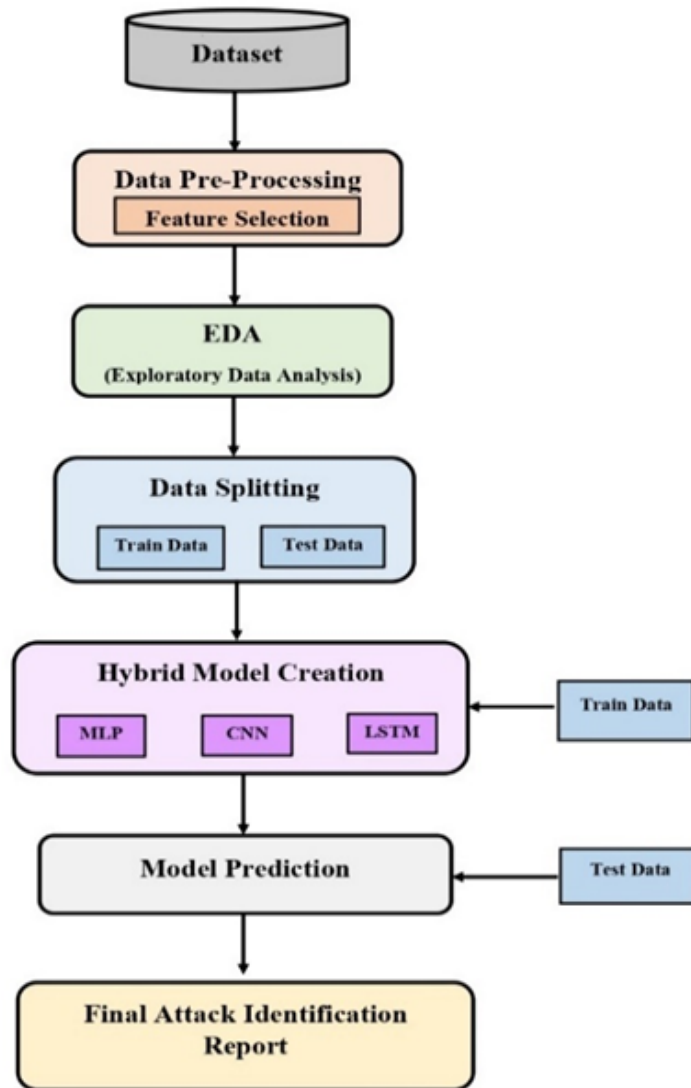 Dataset
Data Pre-Processing
Feature Selection
EDA
(Exploratory Data Analysis)
Data Splitting
Train Data
Test Data
Hybrid Model Creation
MLP
CNN
LSTM
Train Data
Model Prediction
Test Data
Final Attack Identification
Report